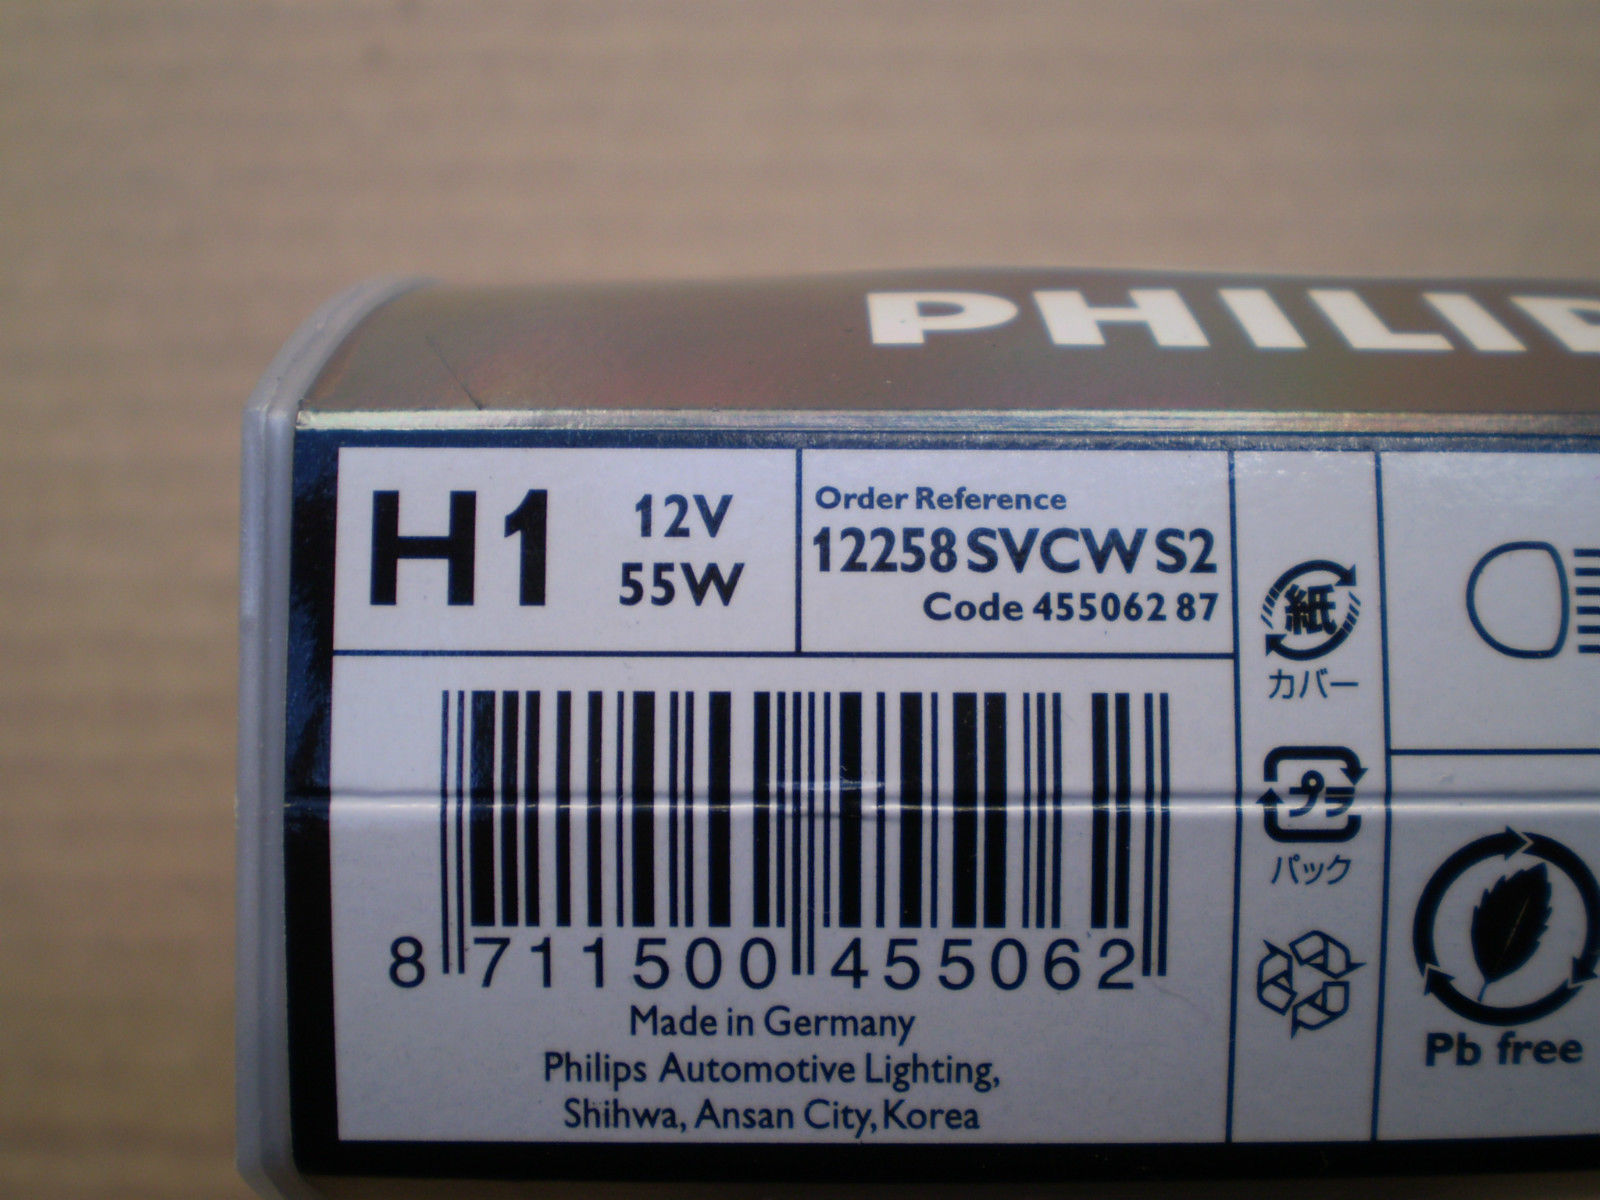 PHILIP
H1
12V
55W
Order Reference
12258 SVCW S2
Code 455062 87
紙
カバー
プラ
パック
8 711500 455062
Made in Germany
Philips Automotive Lighting,
Shihwa, Ansan City, Korea
Pb free